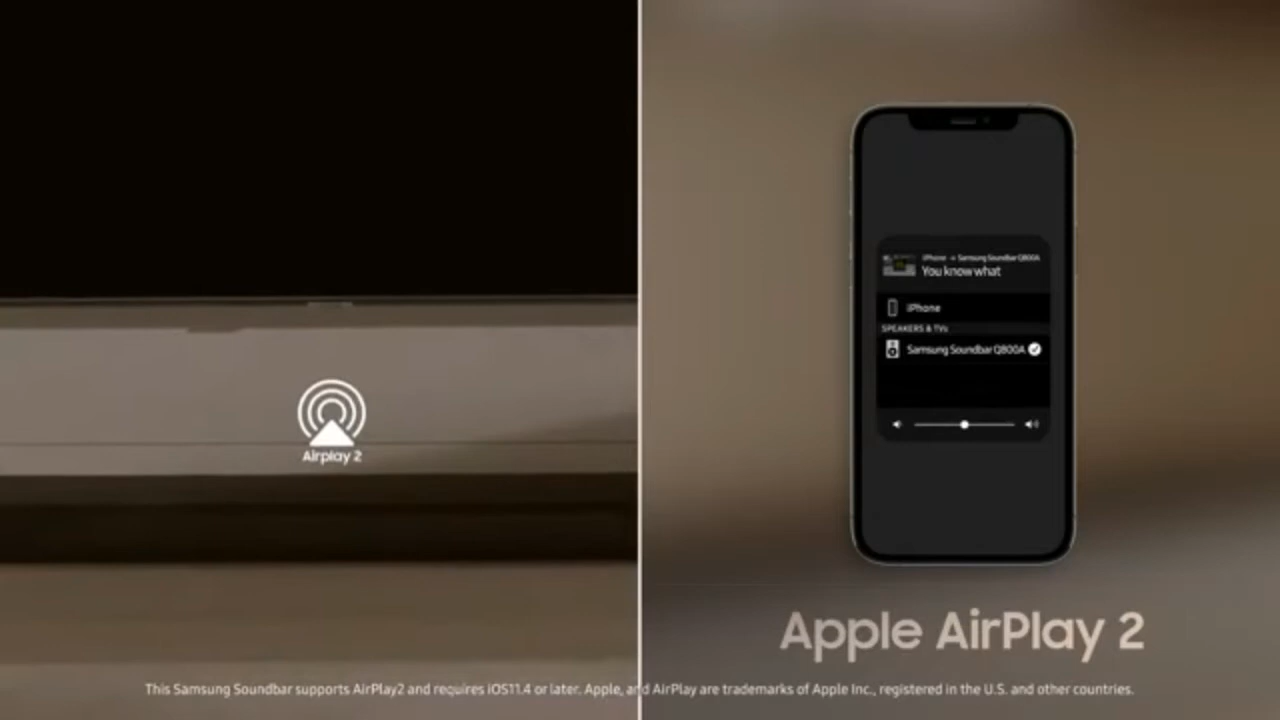 Airplay 2
iPhone → Samsung Soundbar Q800A
You know what
iPhone
SPEAKERS & TVs
Samsung Soundbar Q800A
Apple AirPlay 2
This Samsung Soundbar supports AirPlay2 and requires iOS11.4 or later. Apple, and AirPlay are trademarks of Apple Inc., registered in the U.S. and other countries.